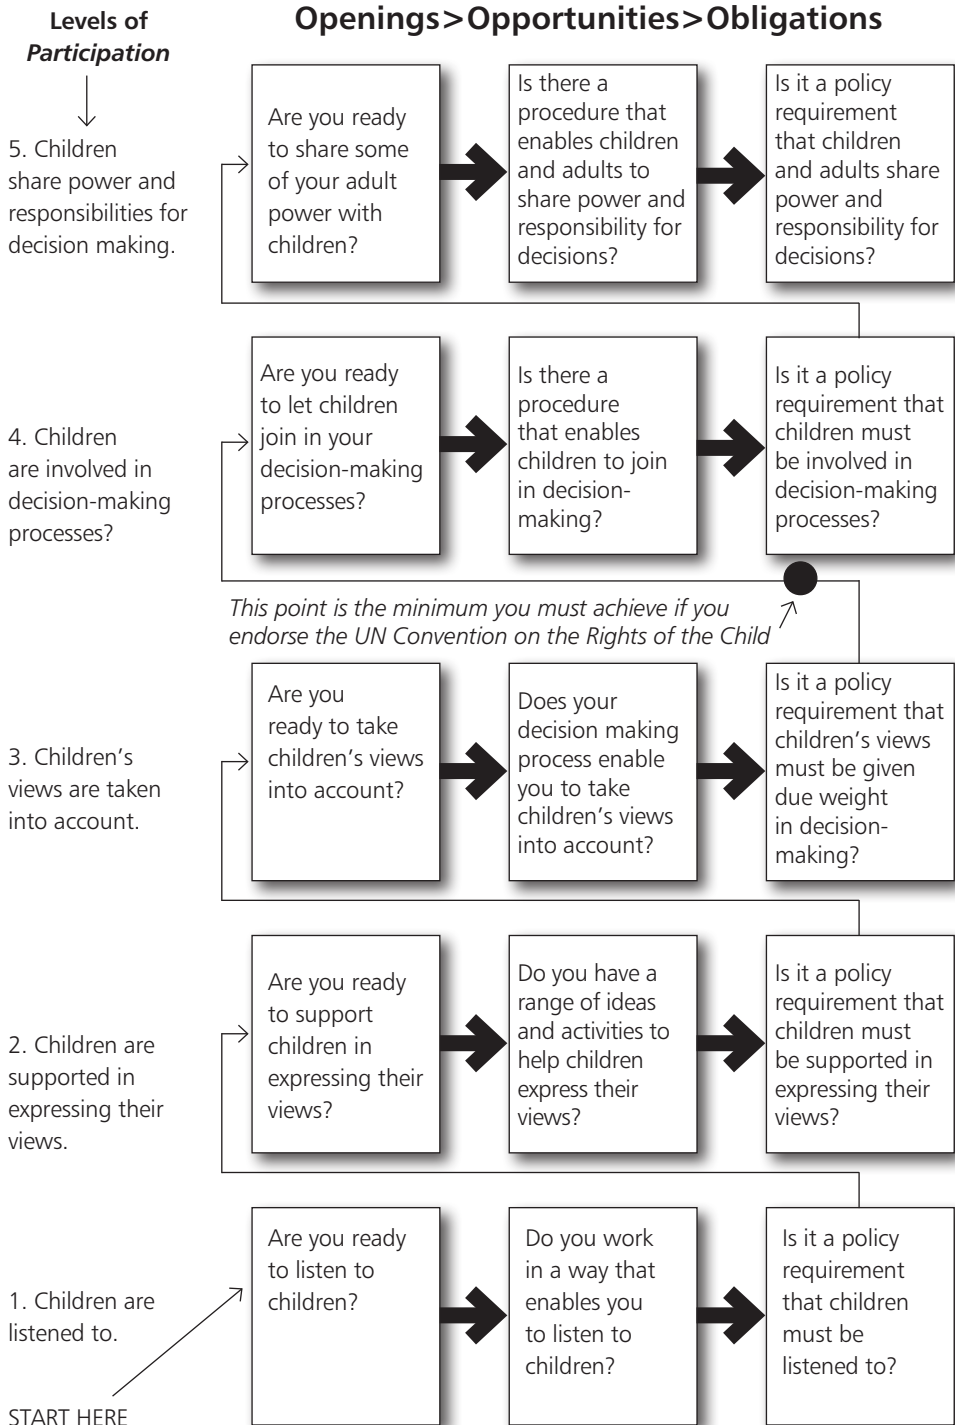 Levels of
Participation
Openings>Opportunities>Obligations
5. Children
share power and
responsibilities for
decision making.
Are you ready
to share some
of your adult
power with
children?
Is there a
procedure that
enables children
and adults to
share power and
responsibility for
decisions?
Is it a policy
requirement
that children
and adults share
power and
responsibility for
decisions?
4. Children
are involved in
decision-making
processes?
Are you ready
to let children
join in your
decision-making
processes?
Is there a
procedure
that enables
children to join
in decision-
making?
Is it a policy
requirement that
children must
be involved in
decision-making
processes?
This point is the minimum you must achieve if you
endorse the UN Convention on the Rights of the Child
3. Children's
views are taken
into account.
Are you
ready to take
children's views
into account?
Does your
decision making
process enable
you to take
children's views
into account?
Is it a policy
requirement that
children's views
must be given
due weight
in decision-
making?
2. Children are
supported in
expressing their
views.
Are you ready
to support
children in
expressing their
views?
Do you have a
range of ideas
and activities to
help children
express their
views?
Is it a policy
requirement that
children must
be supported in
expressing their
views?
1. Children are
listened to.
Are you ready
to listen to
children?
Do you work
in a way that
enables you
to listen to
children?
Is it a policy
requirement
that children
must be
listened to?
START HERE